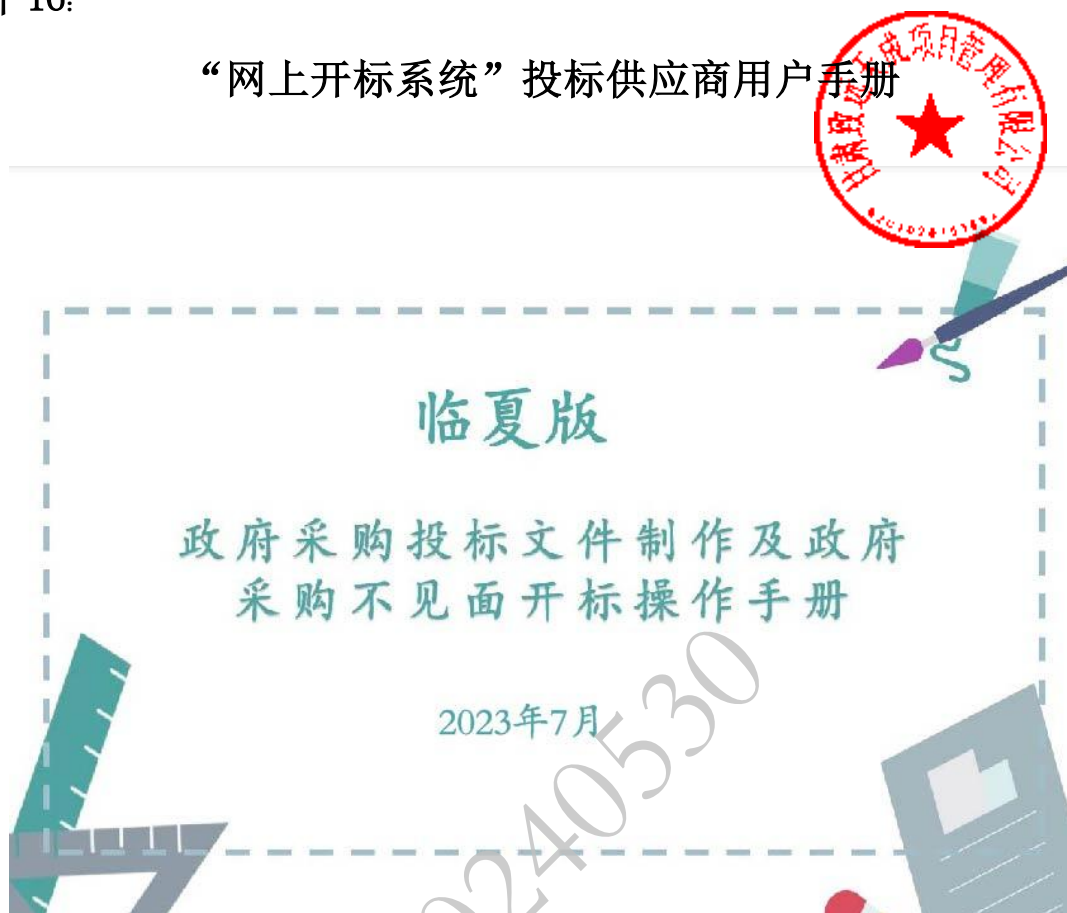 10:
“网上开标系统”投标供应商用户手册
临夏版
政府采购投标文件制作及政府
采购不见面开标操作手册
2023年7月
0240530